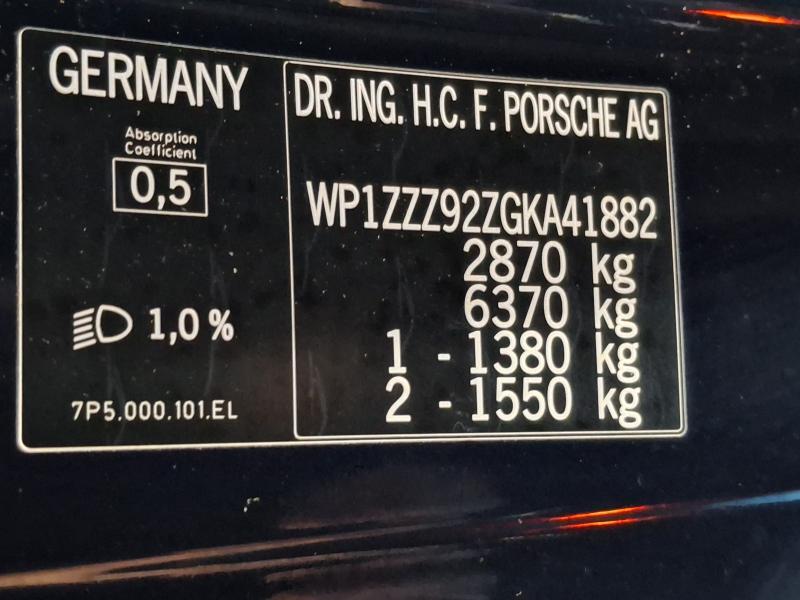 GERMANY
Absorption
Coefficient
0,5
1,0 %
7P5.000.101.EL
DR. ING. H.C. F. PORSCHE AG
WP1ZZZ92ZGKA41882
2870 kg
6370 kg
1 - 1380 kg
2 - 1550 kg